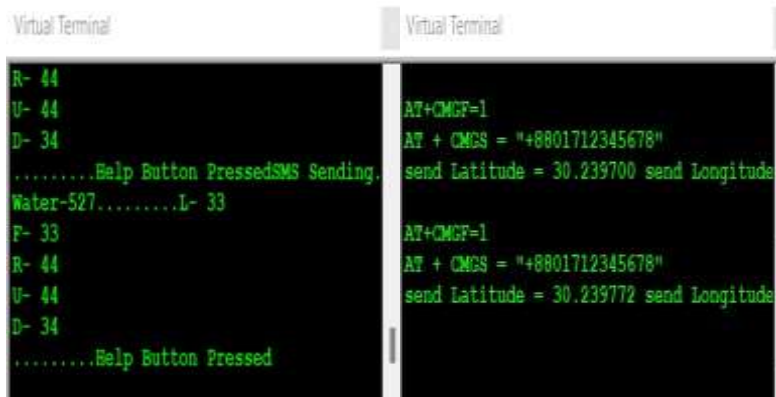 Virtual Terminal
R- 44
U- 44
D- 34
.........Help Button PressedSMS Sending.
Water-527.........L- 33
F- 33
R- 44
U- 44
D- 34
.........Help Button Pressed
Virtual Terminal
AT+CMGF=1
AT + CMGS = "+8801712345678"
send Latitude = 30.239700 send Longitude
AT+CMGF=1
AT + CMGS = "+8801712345678"
send Latitude = 30.239772 send Longitude